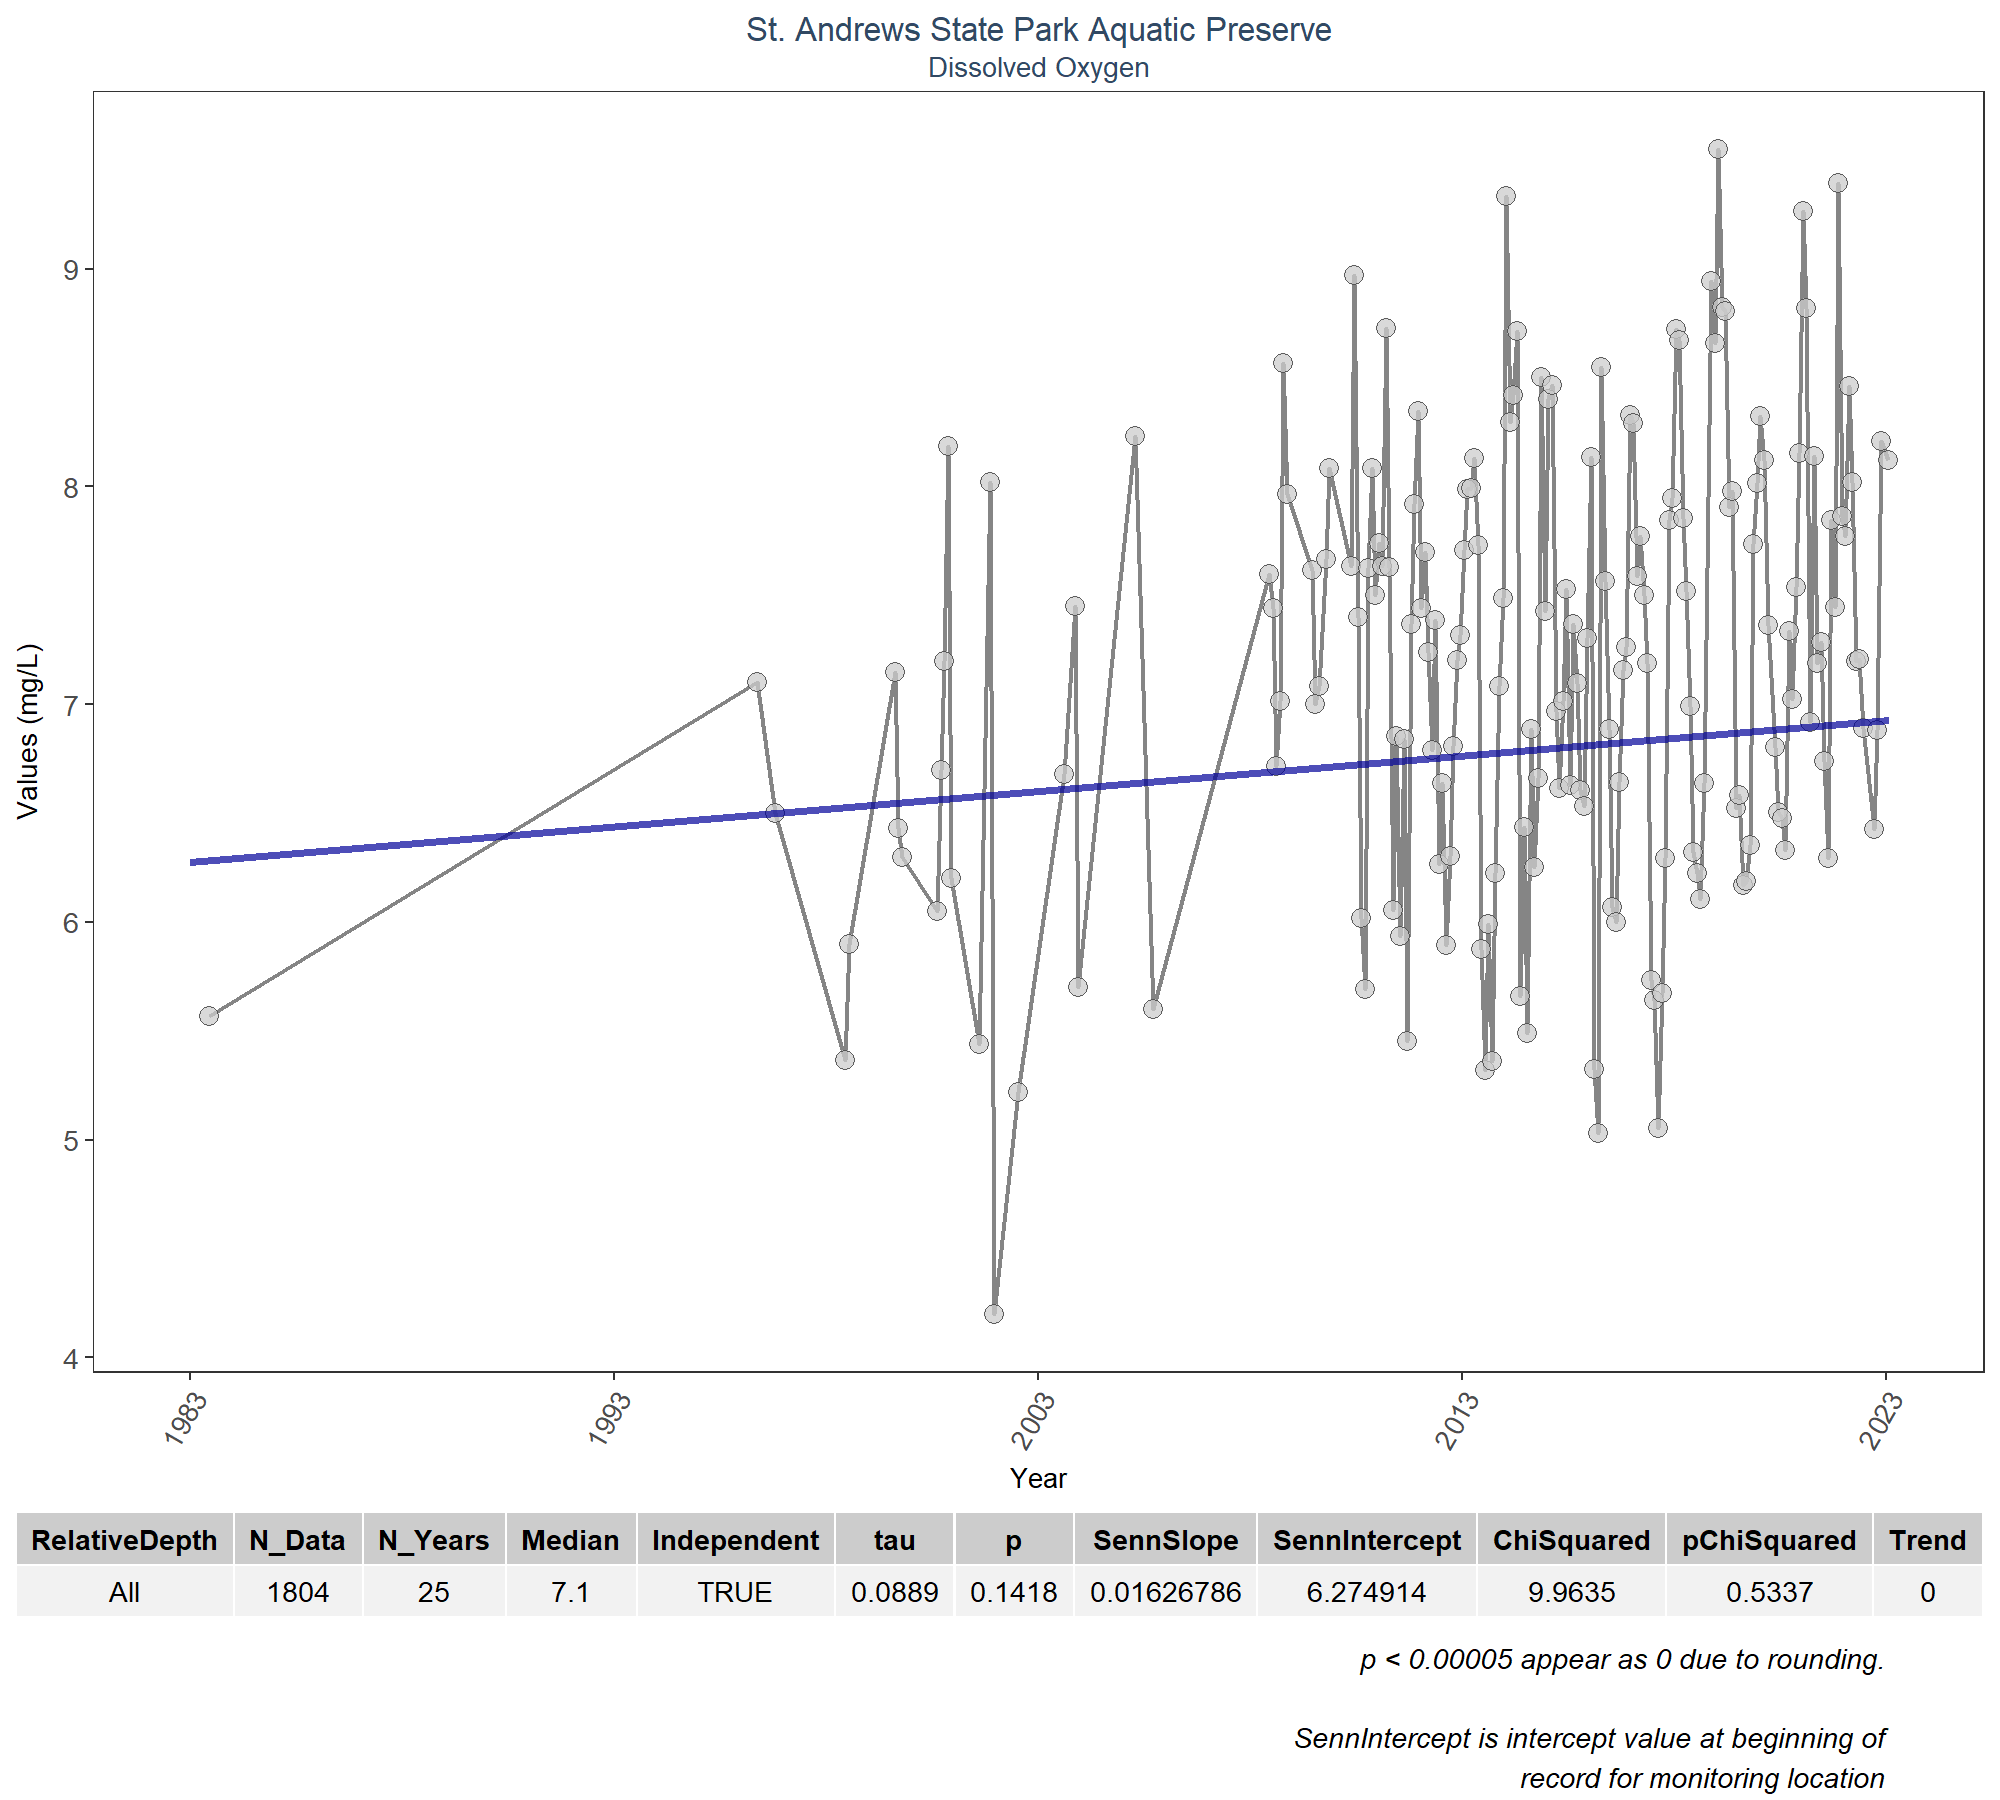 St. Andrews State Park Aquatic Preserve
Dissolved Oxygen
Values (mg/L)
9
8
7
6
5
4
1983
1993
2003
2013
2023
Year
RelativeDepth N_Data N_Years Median Independent tau p SennSlope SennIntercept ChiSquared pChiSquared Trend
All 1804 25 7.1 TRUE 0.0889 0.1418 0.01626786 6.274914 9.9635 0.5337 0
p < 0.00005 appear as 0 due to rounding.
SennIntercept is intercept value at beginning of
record for monitoring location